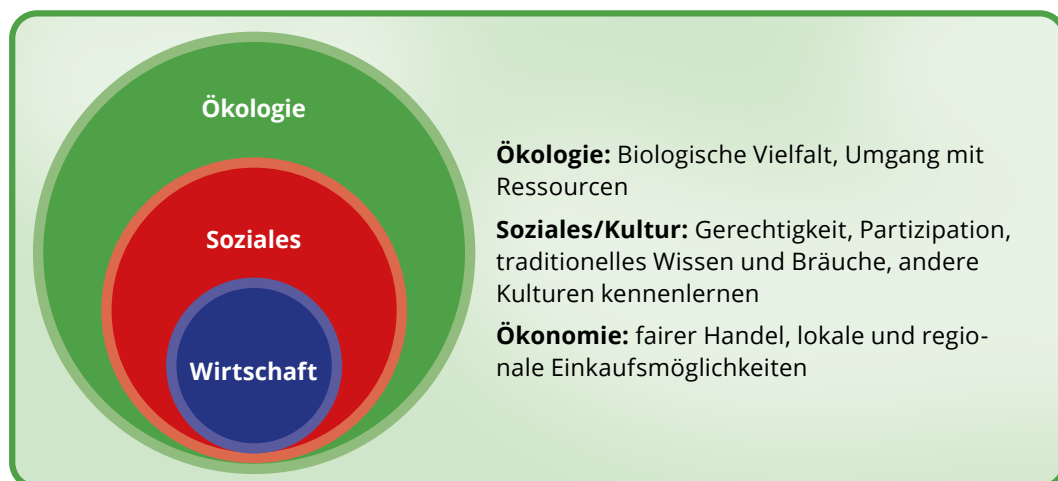 Ökologie
Soziales
Wirtschaft
Ökologie: Biologische Vielfalt, Umgang mit
Ressourcen
Soziales/Kultur: Gerechtigkeit, Partizipation,
traditionelles Wissen und Bräuche, andere
Kulturen kennenlernen
Ökonomie: fairer Handel, lokale und regio-
nale Einkaufsmöglichkeiten